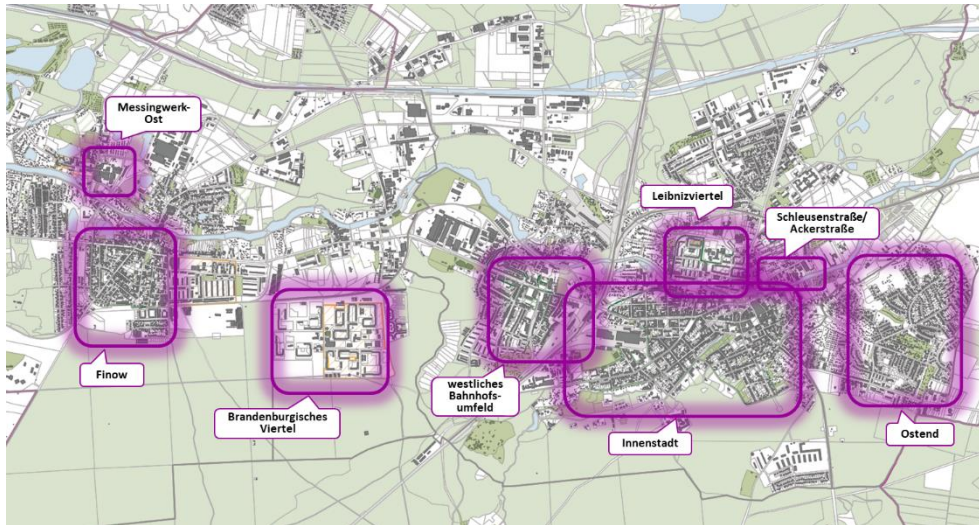 Messingwerk-
Ost
Leibnizviertel
Schleusenstraße/
Ackerstraße
Finow
Brandenburgisches
Viertel
westliches
Bahnhofs-
umfeld
Innenstadt
Ostend